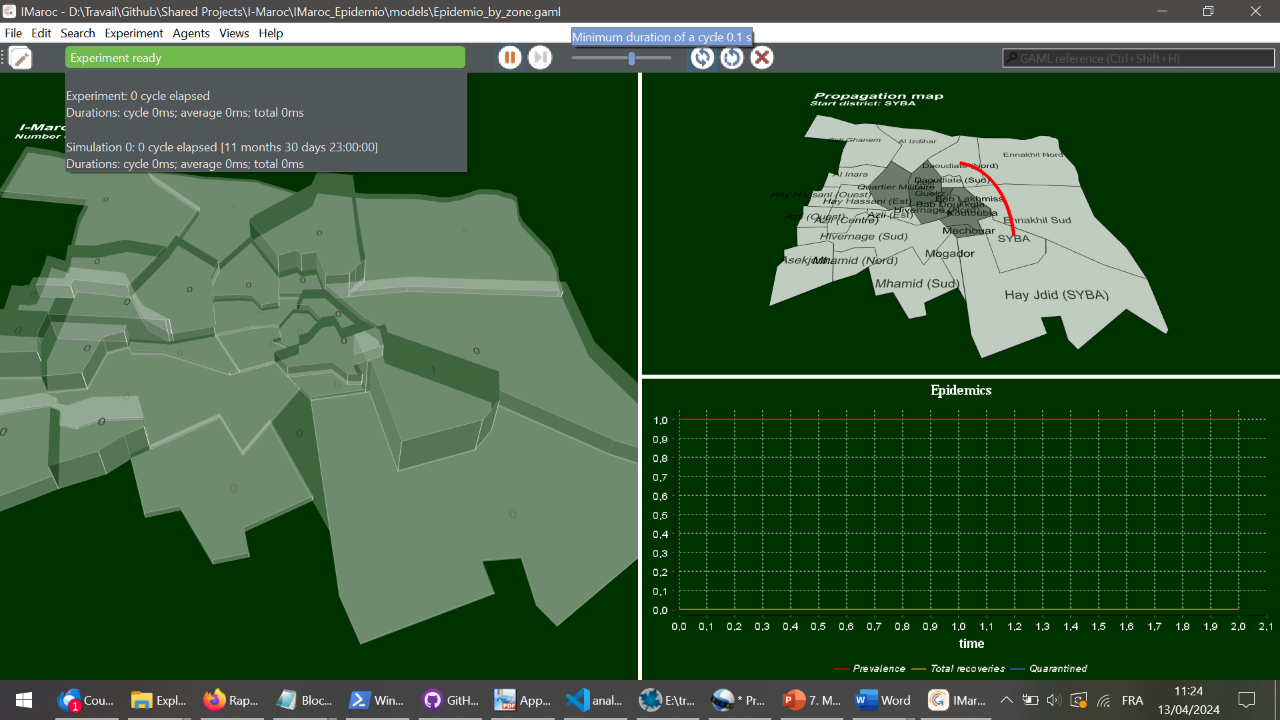 IMaroc - D:\Travail\Github\Shared Projects\I-Maroc\IMaroc_Epidemio\models\Epidemio_by_zone.gaml
File Edit Search Experiment Agents Views Help
Minimum duration of a cycle 0.1 s
Experiment ready
GAML reference (Ctrl+Shift+H)
Experiment: 0 cycle elapsed
Durations: cycle 0ms; average 0ms; total 0ms
Simulation 0: 0 cycle elapsed [11 months 30 days 23:00:00]
Durations: cycle 0ms; average 0ms; total 0ms
I-Mar
Number
Propagation map
Start district: SYBA
Sidi Ghanem
Al Izdihar
Ennakhil Nord
Daoudiate (Nord)
Al Inara
Daoudiate (Sud)
Quartier Militaire
Hay Hassani (Ouest)
Gueliz
Bab Lakhmiss
Hay Hassani (Est)
Bab Doukkala
Hivernage (Nord)
Koutoubia
Azli (Ouest)
Azli (Centre)
Azli (Est)
Ennakhil Sud
Mechouar
Hivernage (Sud)
SYBA
Mogador
Asekjour
Mhamid (Nord)
Mhamid (Sud)
Hay Jdid (SYBA)
0 0 0 0 0 0 0 0 0 0 0 0 0 0 0 0 1 0 0 0 0 0 0 0
Epidemics
1,0
0,9
0,8
0,7
0,6
0,5
0,4
0,3
0,2
0,1
0,0
0,0 0,1 0,2 0,3 0,4 0,5 0,6 0,7 0,8 0,9 1,0 1,1 1,2 1,3 1,4 1,5 1,6 1,7 1,8 1,9 2,0 2,1
time
Prevalence Total recoveries Quarantined
1 Cou... Expl... Rap... Bloc... Win... GitH... App... anal... E:\tr... * Pr... 7. M... Word IMar... FRA
11:24
13/04/2024